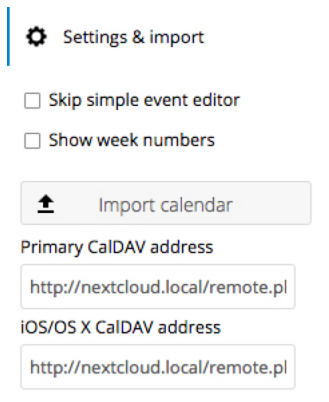 Settings & import
Skip simple event editor
Show week numbers
Import calendar
Primary CalDAV address
http://nextcloud.local/remote.pl
iOS/OS X CalDAV address
http://nextcloud.local/remote.pl